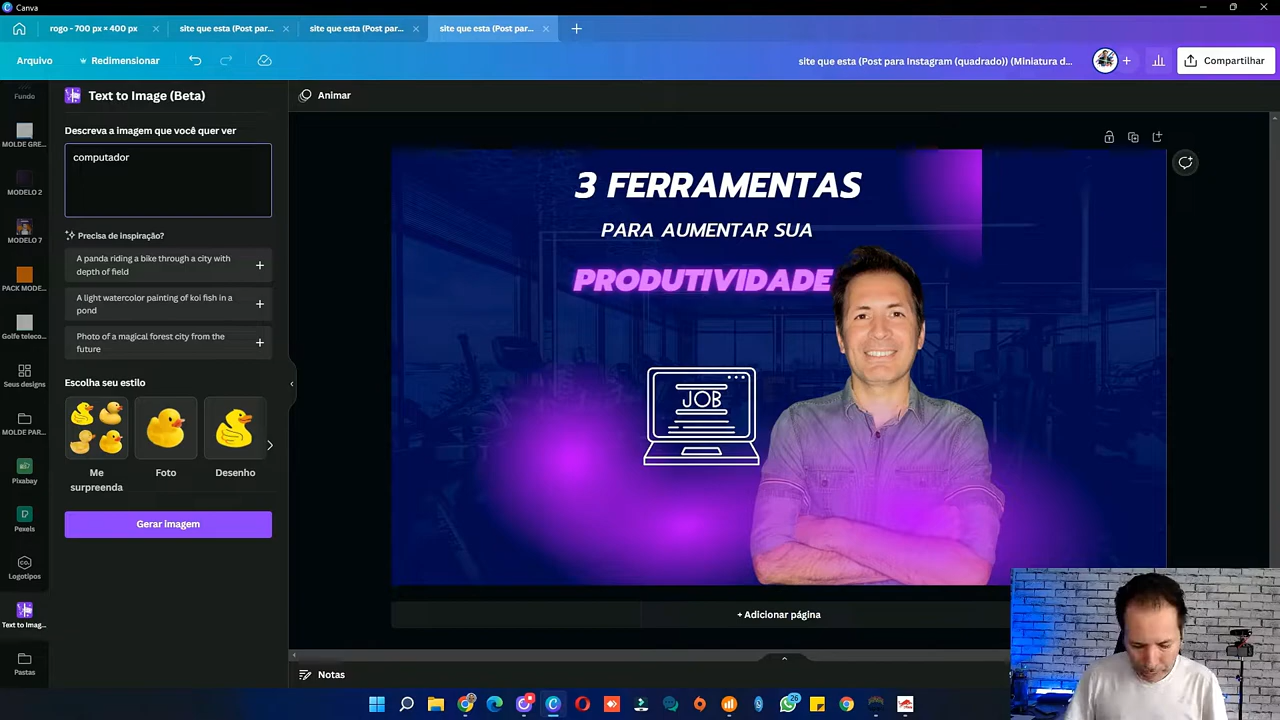 Canva
rogo - 700 px × 400 px
site que esta (Post par...
site que esta (Post par...
site que esta (Post par...
Arquivo
Redimensionar
site que esta (Post para Instagram (quadrado)) (Miniatura d...
Compartilhar
Fundo
MOLDE GRE...
MODELO 2
MODELO 7
PACK MODE...
Golfe teleco...
Seus designs
MOLDE PAR...
Pixabay
Pexels
Logotipos
Text to Imag...
Pastas
Text to Image (Beta)
Descreva a imagem que você quer ver
computador
Precisa de inspiração?
A panda riding a bike through a city with
depth of field
A light watercolor painting of koi fish in a
pond
Photo of a magical forest city from the
future
Escolha seu estilo
Me
surpreenda
Foto
Desenho
Gerar imagem
Animar
3 FERRAMENTAS
PARA AUMENTAR SUA
PRODUTIVIDADE
JOB
+ Adicionar página
Notas